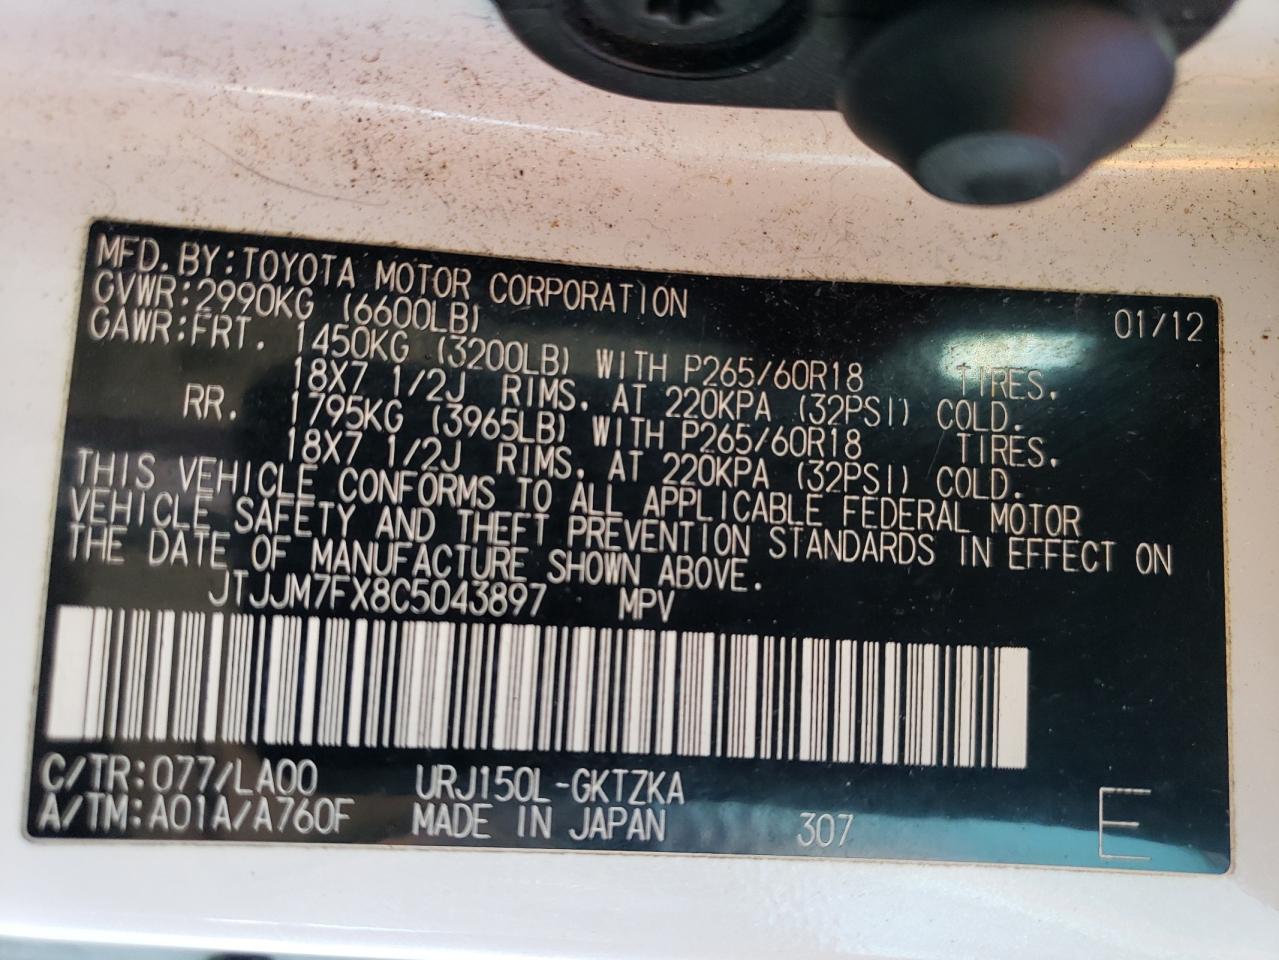 MFD. BY: TOYOTA MOTOR CORPORATION 01/12
GVWR: 2990KG (6600LB)
GAWR: FRT. 1450KG (3200LB) WITH P265/60R18 TIRES.
18X7 1/2J RIMS, AT 220KPA (32PSI) COLD.
RR. 1795KG (3965LB) WITH P265/60R18 TIRES.
18X7 1/2J RIMS, AT 220KPA (32PSI) COLD.
THIS VEHICLE CONFORMS TO ALL APPLICABLE FEDERAL MOTOR
VEHICLE SAFETY AND THEFT PREVENTION STANDARDS IN EFFECT ON
THE DATE OF MANUFACTURE SHOWN ABOVE.
JTJJM7FX8C5043897 MPV
C/TR: 077/LA00 URJ150L-GKTZKA
A/TM: A01A/A760F MADE IN JAPAN 307 E